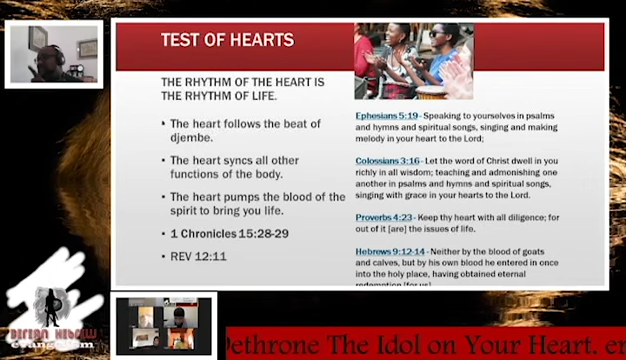 TEST OF HEARTS
THE RHYTHM OF THE HEART IS
THE RHYTHM OF LIFE.
• The heart follows the beat of
djembe.
• The heart syncs all other
functions of the body.
• The heart pumps the blood of the
spirit to bring you life.
• 1 Chronicles 15:28-29
• REV 12:11
Ephesians 5:19 - Speaking to yourselves in psalms
and hymns and spiritual songs, singing and making
melody in your heart to the Lord;
Colossians 3:16 - Let the word of Christ dwell in you
richly in all wisdom; teaching and admonishing one
another in psalms and hymns and spiritual songs,
singing with grace in your hearts to the Lord.
Proverbs 4:23 - Keep thy heart with all diligence; for
out of it [are] the issues of life.
Hebrews 9:12-14 - Neither by the blood of goats
and calves, but by his own blood he entered in once
into the holy place, having obtained eternal
redemption [for us]
Dethrone The Idol on Your Heart.